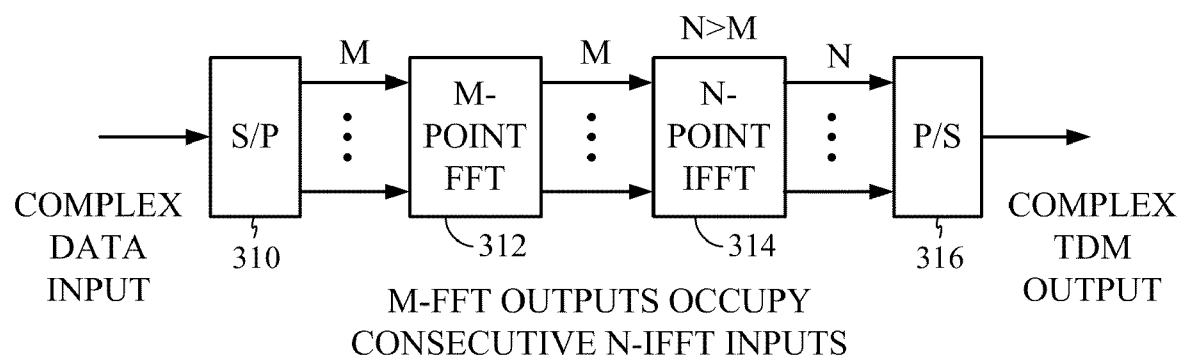 N>M
M
M
N
S/P
M-
POINT
FFT
N-
POINT
IFFT
P/S
COMPLEX
DATA
INPUT
310
312
314
316
COMPLEX
TDM
OUTPUT
M-FFT OUTPUTS OCCUPY
CONSECUTIVE N-IFFT INPUTS